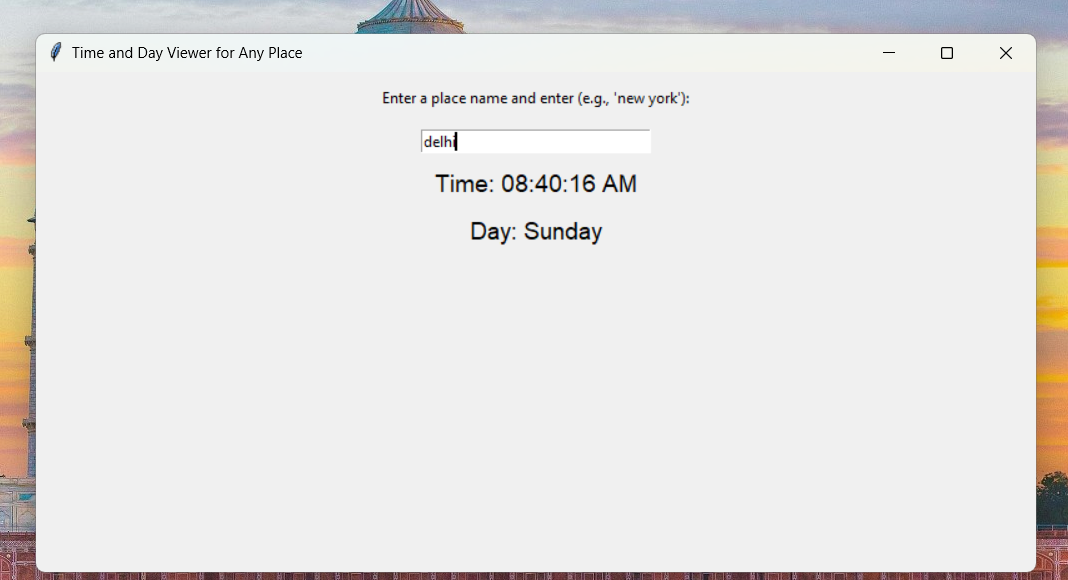 Time and Day Viewer for Any Place
Enter a place name and enter (e.g., 'new york'):
delhi
Time: 08:40:16 AM
Day: Sunday